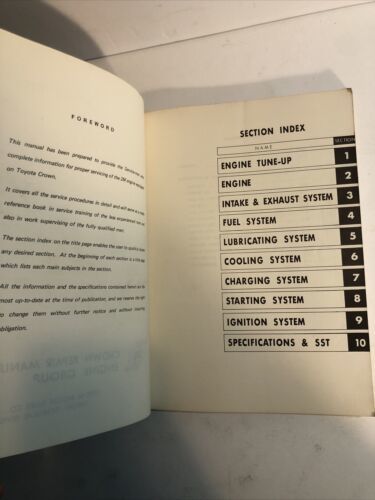 FOREWORD
This manual has been prepared to provide the
complete information for proper servicing of the engine
on Toyota Crown.
It covers all the service procedures in detail and will serve as a
reference book in service training of the less experienced men and
also in work supervising of the fully qualified men.
The section index on the title page enables the user to quickly
any desired section. At the beginning of each section is a
which lists each main subjects in the section.
All the information and the specifications contained herein are the
most up-to-date at the time of publication, and we reserve the right
to change them without further notice and without incurring
obligation.
SECTION INDEX
NAME SECTION
ENGINE TUNE-UP 1
ENGINE 2
INTAKE & EXHAUST SYSTEM 3
FUEL SYSTEM 4
LUBRICATING SYSTEM 5
COOLING SYSTEM 6
CHARGING SYSTEM 7
STARTING SYSTEM 8
IGNITION SYSTEM 9
SPECIFICATIONS & SST 10